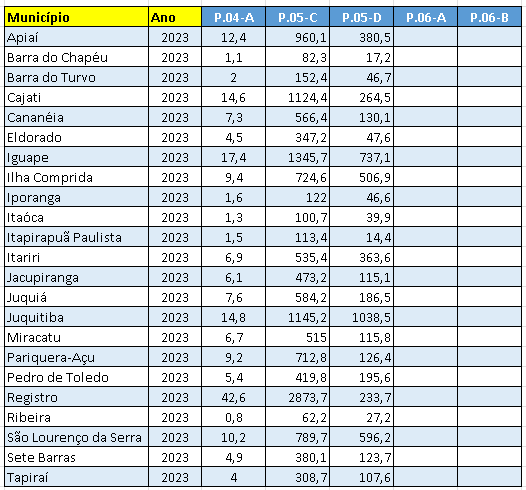 Município Ano P.04-A P.05-C P.05-D P.06-A P.06-B
Apiaí 2023 12,4 960,1 380,5
Barra do Chapéu 2023 1,1 82,3 17,2
Barra do Turvo 2023 2 152,4 46,7
Cajati 2023 14,6 1124,4 264,5
Cananéia 2023 7,3 566,4 130,1
Eldorado 2023 4,5 347,2 47,6
Iguape 2023 17,4 1345,7 737,1
Ilha Comprida 2023 9,4 724,6 506,9
Iporanga 2023 1,6 122 46,6
Itaóca 2023 1,3 100,7 39,9
Itapirapuã Paulista 2023 1,5 113,4 14,4
Itariri 2023 6,9 535,4 363,6
Jacupiranga 2023 6,1 473,2 115,1
Juquiá 2023 7,6 584,2 186,5
Juquitiba 2023 14,8 1145,2 1038,5
Miracatu 2023 6,7 515 115,8
Pariquera-Açu 2023 9,2 712,8 126,4
Pedro de Toledo 2023 5,4 419,8 195,6
Registro 2023 42,6 2873,7 233,7
Ribeira 2023 0,8 62,2 27,2
São Lourenço da Serra 2023 10,2 789,7 596,2
Sete Barras 2023 4,9 380,1 123,7
Tapiraí 2023 4 308,7 107,6